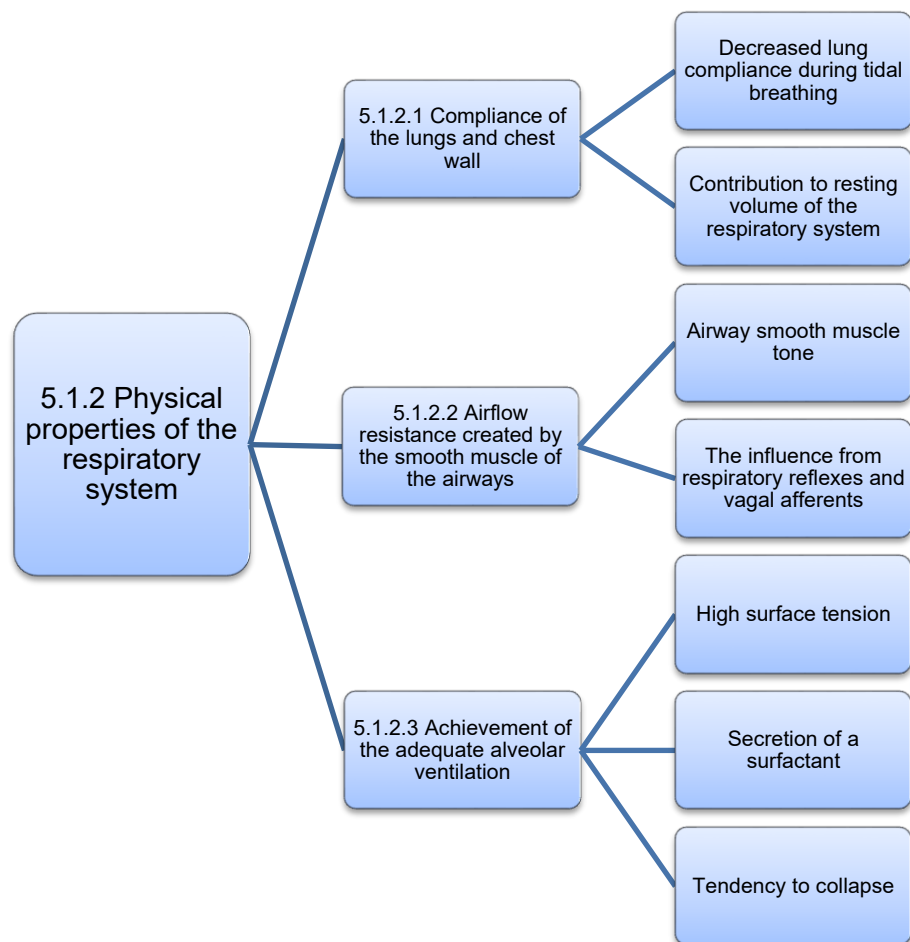 5.1.2 Physical
properties of the
respiratory
system
5.1.2.1 Compliance of
the lungs and chest
wall
Decreased lung
compliance during tidal
breathing
Contribution to resting
volume of the
respiratory system
5.1.2.2 Airflow
resistance created by
the smooth muscle of
the airways
Airway smooth muscle
tone
The influence from
respiratory reflexes and
vagal afferents
5.1.2.3 Achievement of
the adequate alveolar
ventilation
High surface tension
Secretion of a
surfactant
Tendency to collapse